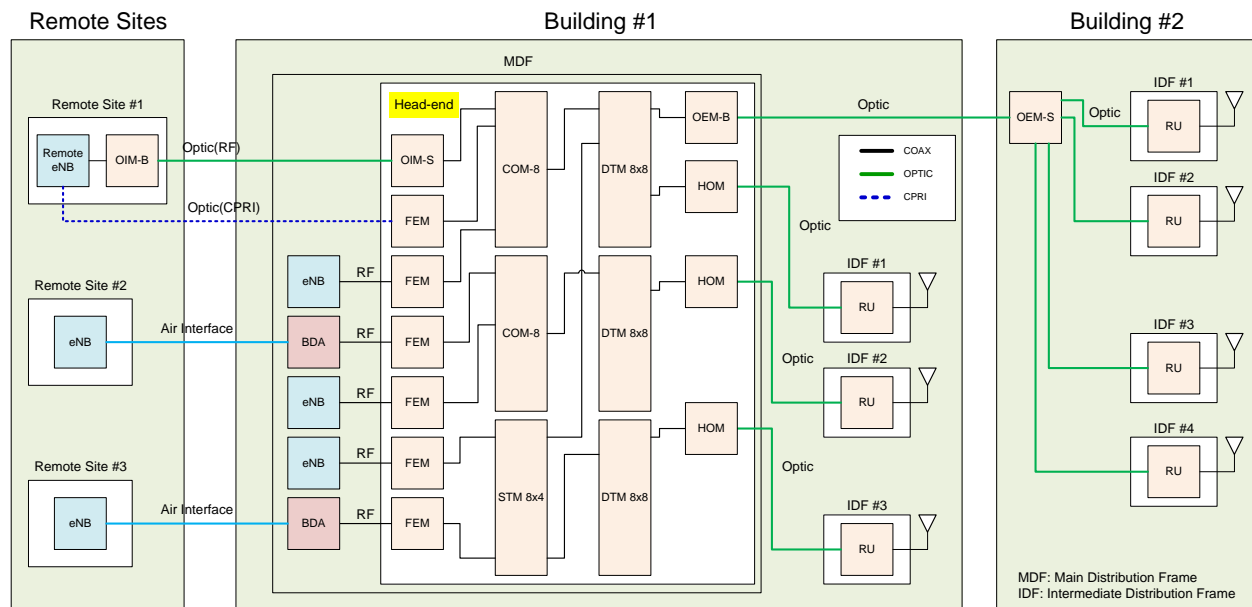 Remote Sites
Building #1
Building #2
MDF
Remote Site #1
Remote
eNB
OIM-B
Optic(RF)
Optic(CPRI)
Head-end
OIM-S
FEM
COM-8
DTM 8x8
OEM-B
HOM
Optic
Optic
COAX
OPTIC
CPRI
OEM-S
Optic
IDF #1
RU
IDF #2
RU
Remote Site #2
eNB
Air Interface
eNB
RF
FEM
BDA
RF
FEM
eNB
RF
FEM
COM-8
DTM 8x8
HOM
Optic
IDF #1
RU
IDF #2
RU
IDF #3
RU
Remote Site #3
eNB
Air Interface
eNB
RF
FEM
BDA
RF
FEM
STM 8x4
DTM 8x8
HOM
Optic
IDF #3
RU
IDF #4
RU
MDF: Main Distribution Frame
IDF: Intermediate Distribution Frame